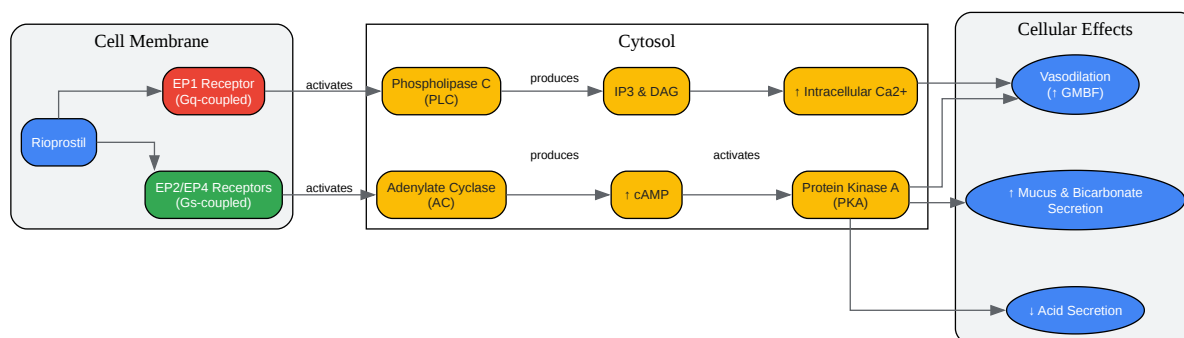 Cell Membrane
Cytosol
Cellular Effects
Rioprostil
EP1 Receptor
(Gq-coupled)
activates
Phospholipase C
(PLC)
produces
IP3 & DAG
↑ Intracellular Ca2+
Vasodilation
(↑ GMBF)
EP2/EP4 Receptors
(Gs-coupled)
activates
Adenylate Cyclase
(AC)
produces
↑ cAMP
activates
Protein Kinase A
(PKA)
↑ Mucus & Bicarbonate
Secretion
↓ Acid Secretion